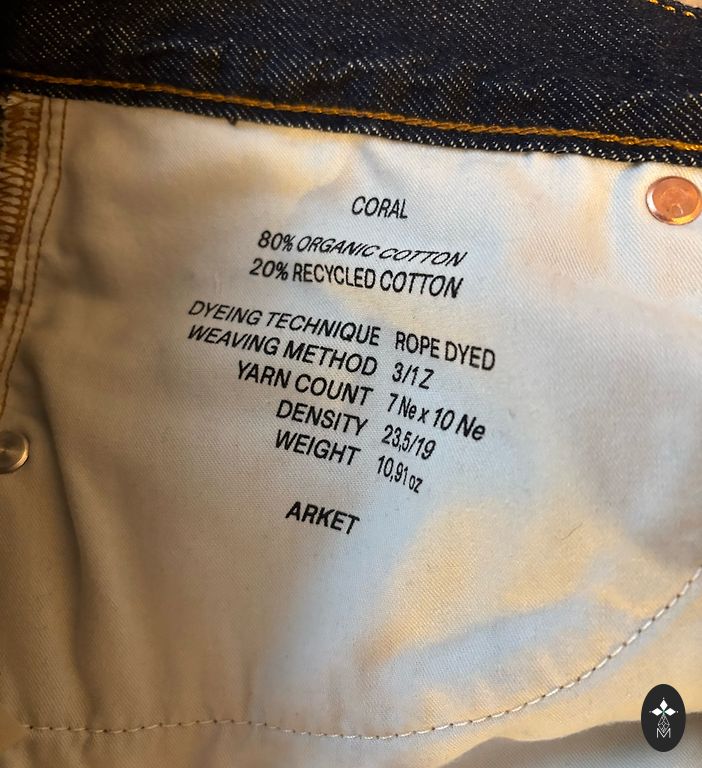 CORAL
80% ORGANIC COTTON
20% RECYCLED COTTON
DYEING TECHNIQUE ROPE DYED
WEAVING METHOD 3/1 Z
YARN COUNT 7 Ne x 10 Ne
DENSITY 23,5/19
WEIGHT 10,91 oz
ARKET